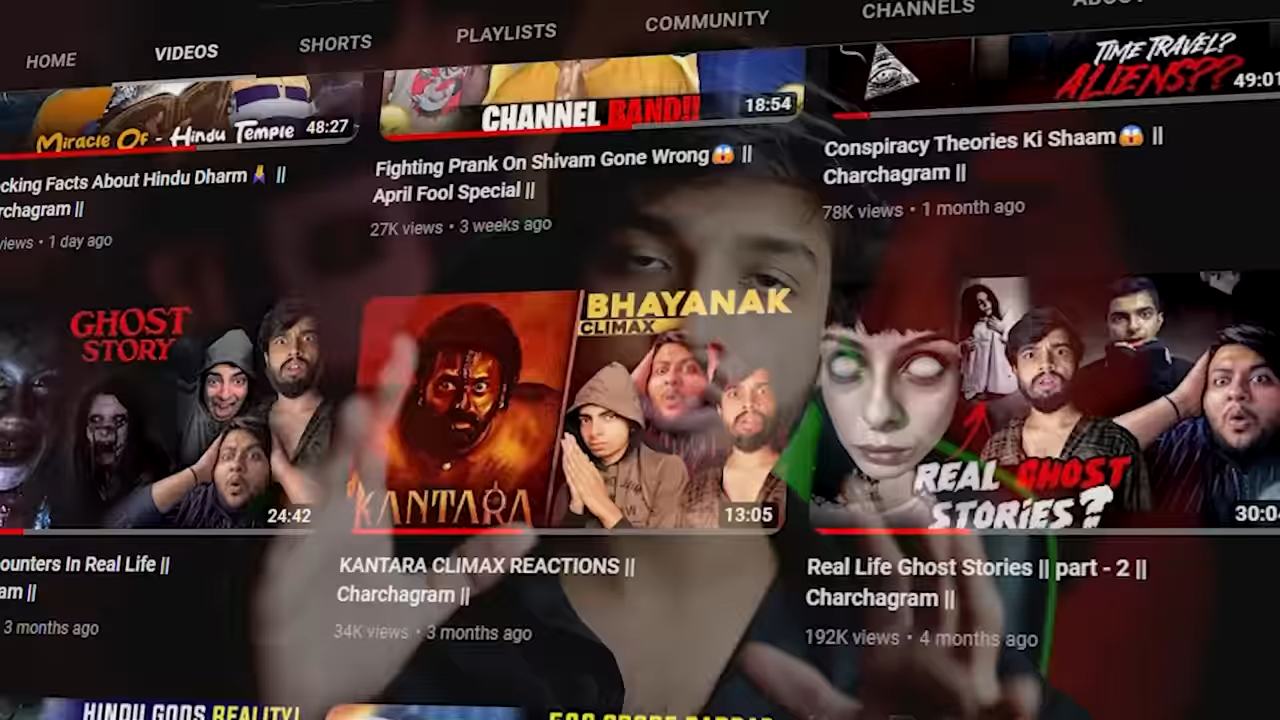 HOME VIDEOS SHORTS PLAYLISTS COMMUNITY CHANNELS
Miracle Of - Hindu Temple 48:27
CHANNEL BAND!! 18:54
TIME TRAVEL?
ALIENS?? 49:01
cking Facts About Hindu Dharm ||
rchagram ||
views • 1 day ago
Fighting Prank On Shivam Gone Wrong😱 ||
April Fool Special ||
27K views • 3 weeks ago
Conspiracy Theories Ki Shaam😱 ||
Charchagram ||
78K views • 1 month ago
GHOST
STORY
24:42
BHAYANAK
CLIMAX
KANTARA
13:05
REAL GHOST
STORIES?
30:04
ounters In Real Life ||
am ||
3 months ago
KANTARA CLIMAX REACTIONS ||
Charchagram ||
34K views • 3 months ago
Real Life Ghost Stories || part - 2 ||
Charchagram ||
192K views • 4 months ago
HINDU GODS REALITY!